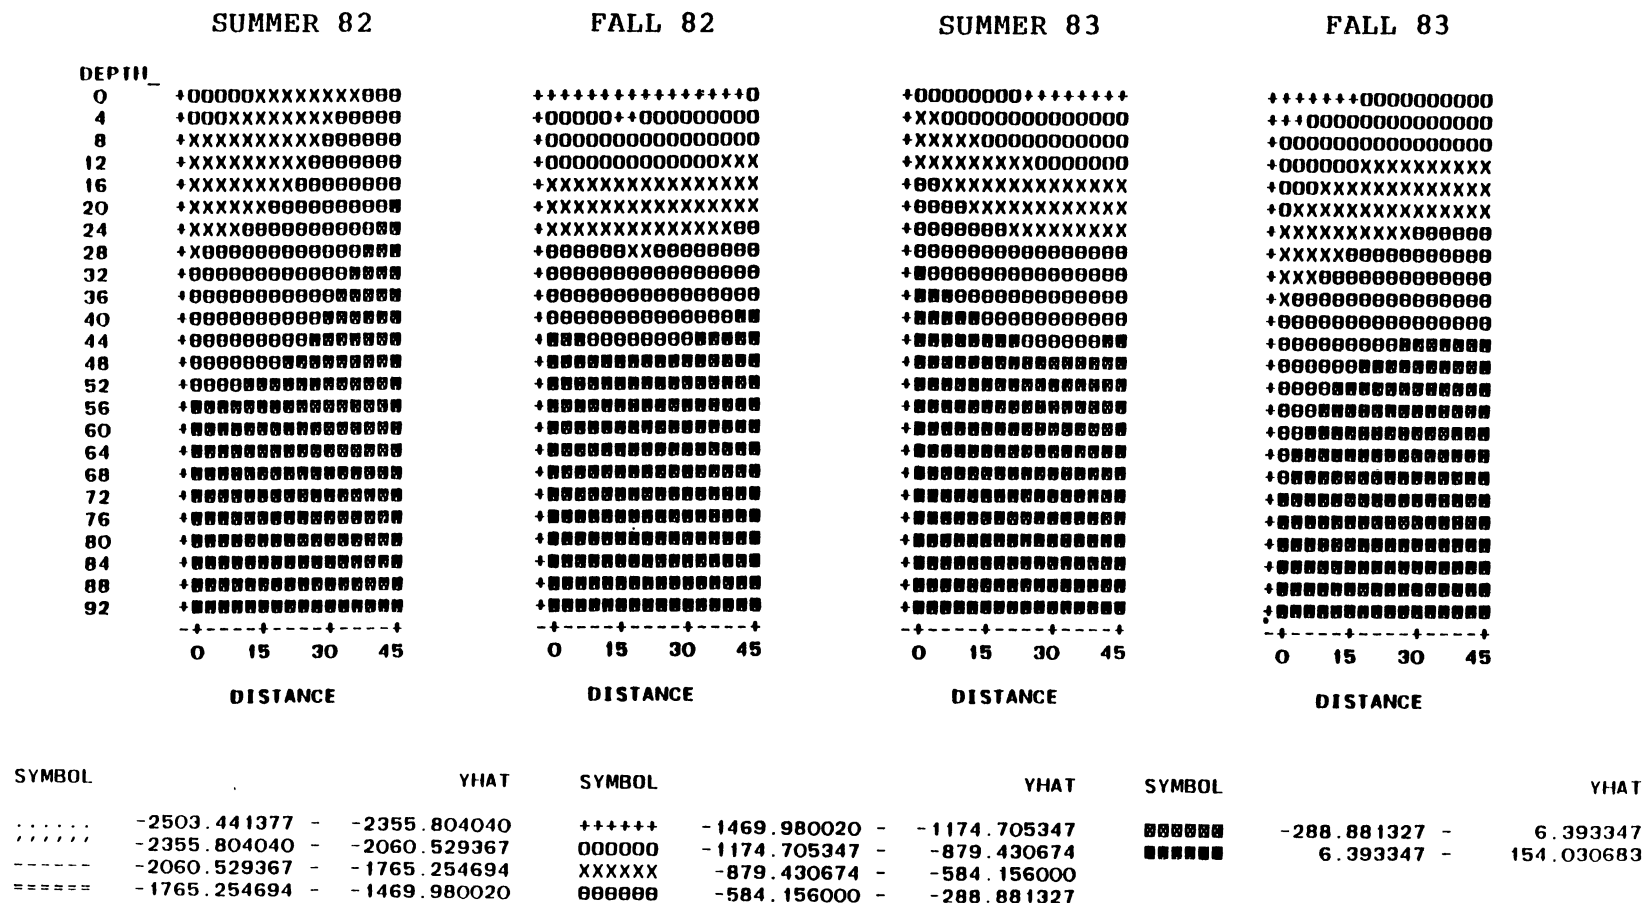 SUMMER 82 FALL 82 SUMMER 83 FALL 83
DEPTH_
0
4
8
12
16
20
24
28
32
36
40
44
48
52
56
60
64
68
72
76
80
84
88
92
0 15 30 45 0 15 30 45 0 15 30 45 0 15 30 45
DISTANCE DISTANCE DISTANCE DISTANCE
SYMBOL YHAT SYMBOL YHAT SYMBOL YHAT
...... -2503.441377 - -2355.804040 ++++++ -1469.980020 - -1174.705347 -288.881327 - 6.393347
,,,,,, -2355.804040 - -2060.529367 000000 -1174.705347 - -879.430674 6.393347 - 154.030683
------ -2060.529367 - -1765.254694 XXXXXX -879.430674 - -584.156000
====== -1765.254694 - -1469.980020 θθθθθθ -584.156000 - -288.881327